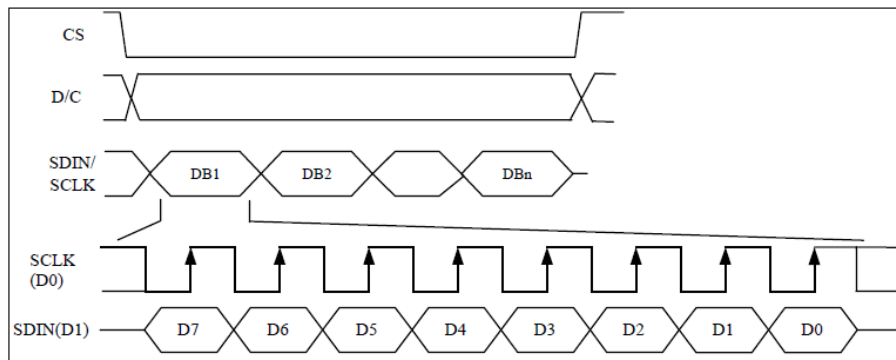 CS
D/C
SDIN/
SCLK
DB1 DB2 DBn
SCLK
(D0)
SDIN(D1) D7 D6 D5 D4 D3 D2 D1 D0